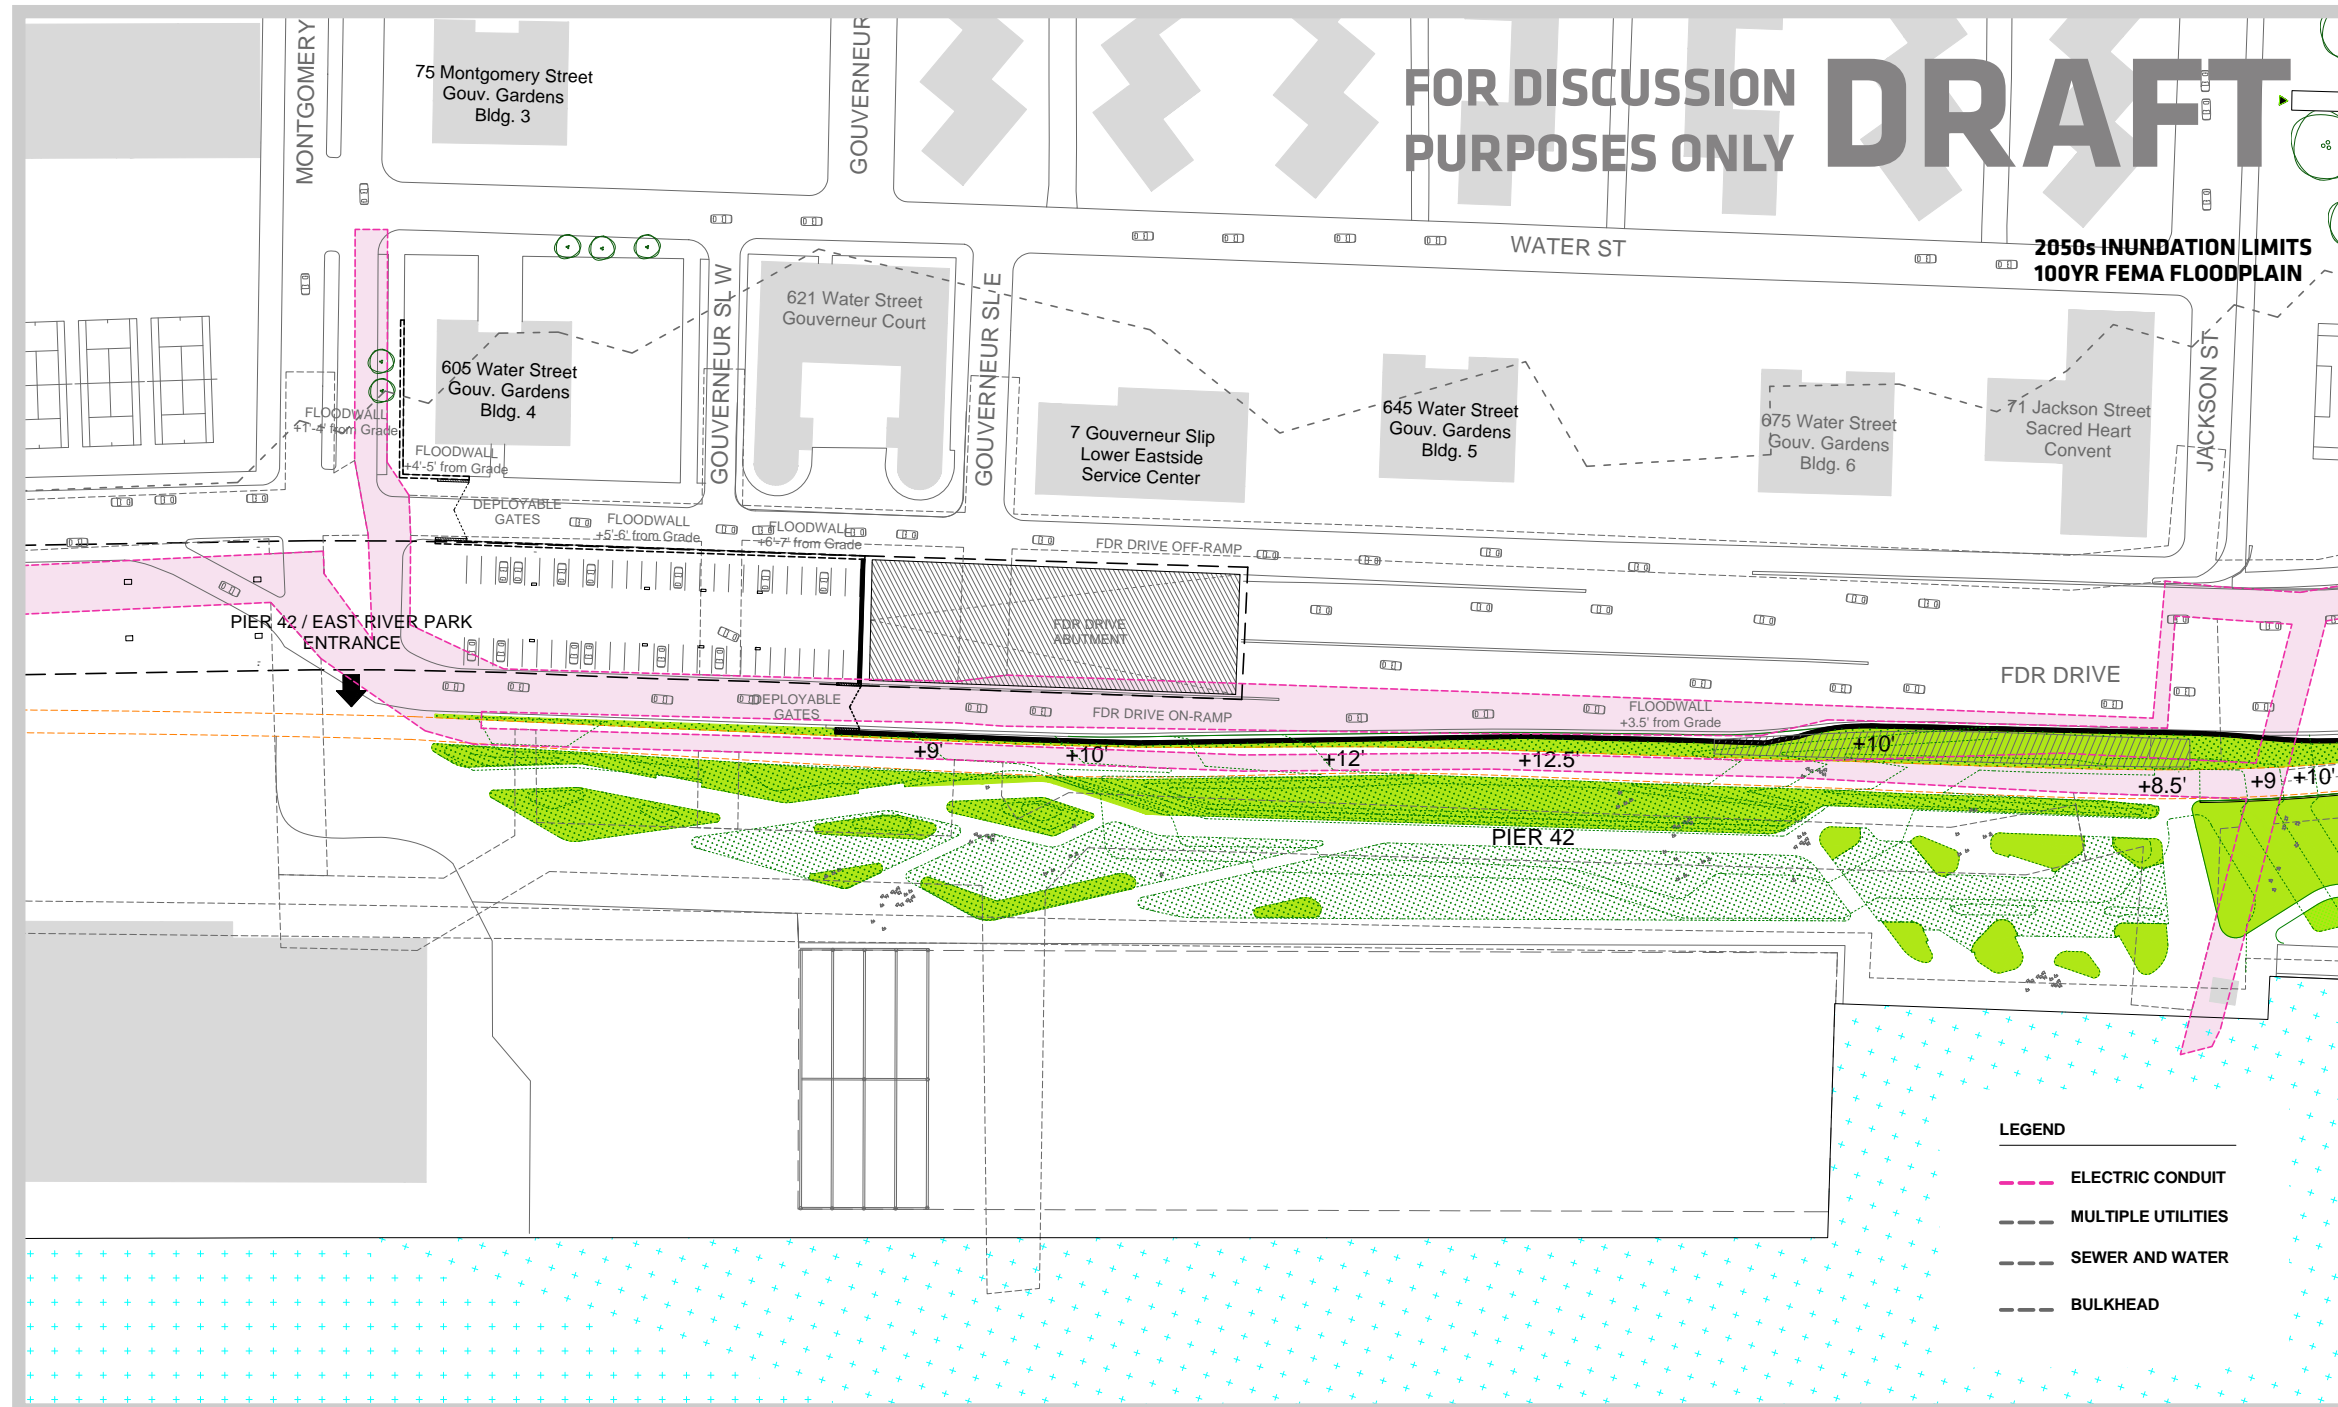 MONTGOMERY
75 Montgomery Street
Gouv. Gardens
Bldg. 3
GOUVERNEUR
FOR DISCUSSION
PURPOSES ONLY
DRAFT
WATER ST
2050s INUNDATION LIMITS
100YR FEMA FLOODPLAIN
605 Water Street
Gouv. Gardens
Bldg. 4
GOUVERNEUR SL W
621 Water Street
Gouverneur Court
GOUVERNEUR SL E
7 Gouverneur Slip
Lower Eastside
Service Center
645 Water Street
Gouv. Gardens
Bldg. 5
675 Water Street
Gouv. Gardens
Bldg. 6
71 Jackson Street
Sacred Heart
Convent
JACKSON ST
FLOODWALL
+1'-4' from Grade
FLOODWALL
+4'-5' from Grade
DEPLOYABLE
GATES
FLOODWALL
+5'-6' from Grade
FLOODWALL
+6'-7' from Grade
FDR DRIVE OFF-RAMP
PIER 42 / EAST RIVER PARK
ENTRANCE
FDR DRIVE
ABUTMENT
FDR DRIVE
DEPLOYABLE
GATES
FDR DRIVE ON-RAMP
FLOODWALL
+3.5' from Grade
+9'
+10'
+12'
+12.5'
+10'
+8.5'
+9
+10'
PIER 42
LEGEND
ELECTRIC CONDUIT
MULTIPLE UTILITIES
SEWER AND WATER
BULKHEAD